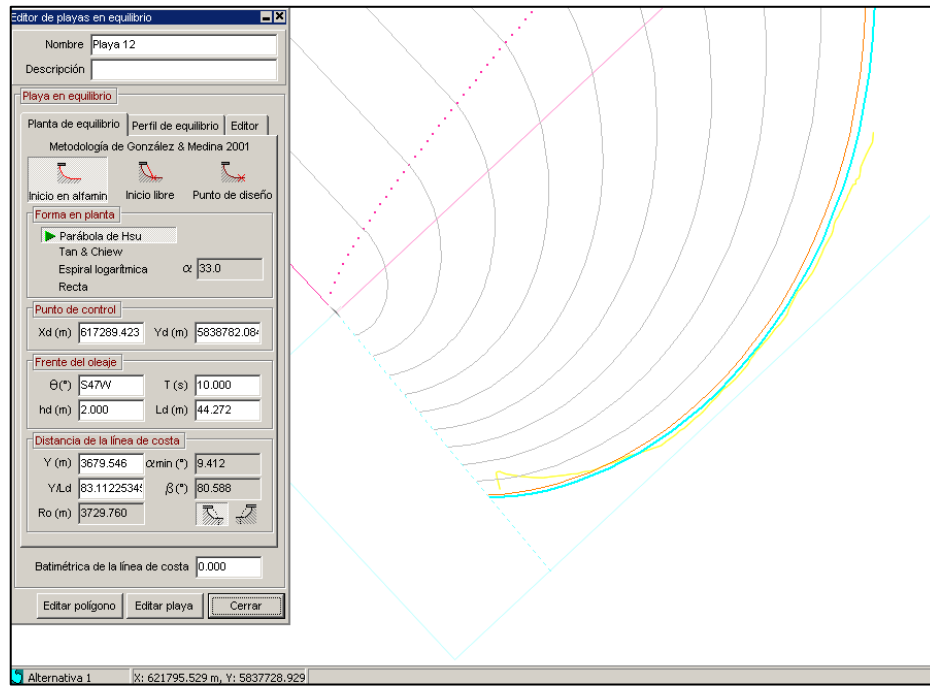 Editor de playas en equilibrio
Nombre Playa 12
Descripción
Playa en equilibrio
Planta de equilibrio Perfil de equilibrio Editor
Metodología de González & Medina 2001
Inicio en alfamin Inicio libre Punto de diseño
Forma en planta
Parábola de Hsu
Tan & Chiew
Espiral logarítmica α 33.0
Recta
Punto de control
Xd (m) 617289.423 Yd (m) 5838782.084
Frente del oleaje
Θ(°) S47W T (s) 10.000
hd (m) 2.000 Ld (m) 44.272
Distancia de la línea de costa
Y (m) 3679.546 αmin (°) 9.412
Y/Ld 83.1122534 β(°) 80.588
Ro (m) 3729.760
Batimétrica de la línea de costa 0.000
Editar polígono Editar playa Cerrar
Alternativa 1 X: 621795.529 m, Y: 5837728.929